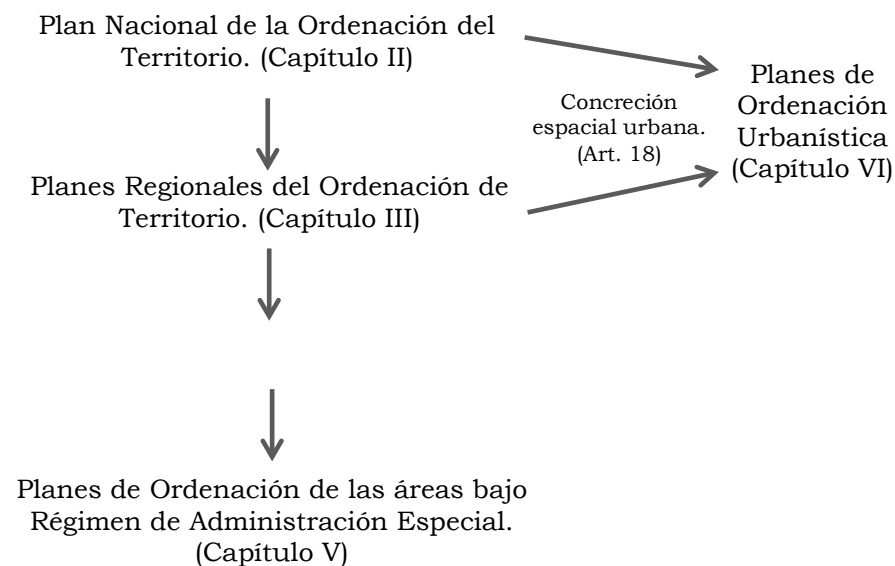 Plan Nacional de la Ordenación del
Territorio. (Capítulo II)
Concreción
espacial urbana.
(Art. 18)
Planes de
Ordenación
Urbanística
(Capítulo VI)
Planes Regionales del Ordenación de
Territorio. (Capítulo III)
Planes de Ordenación de las áreas bajo
Régimen de Administración Especial.
(Capítulo V)